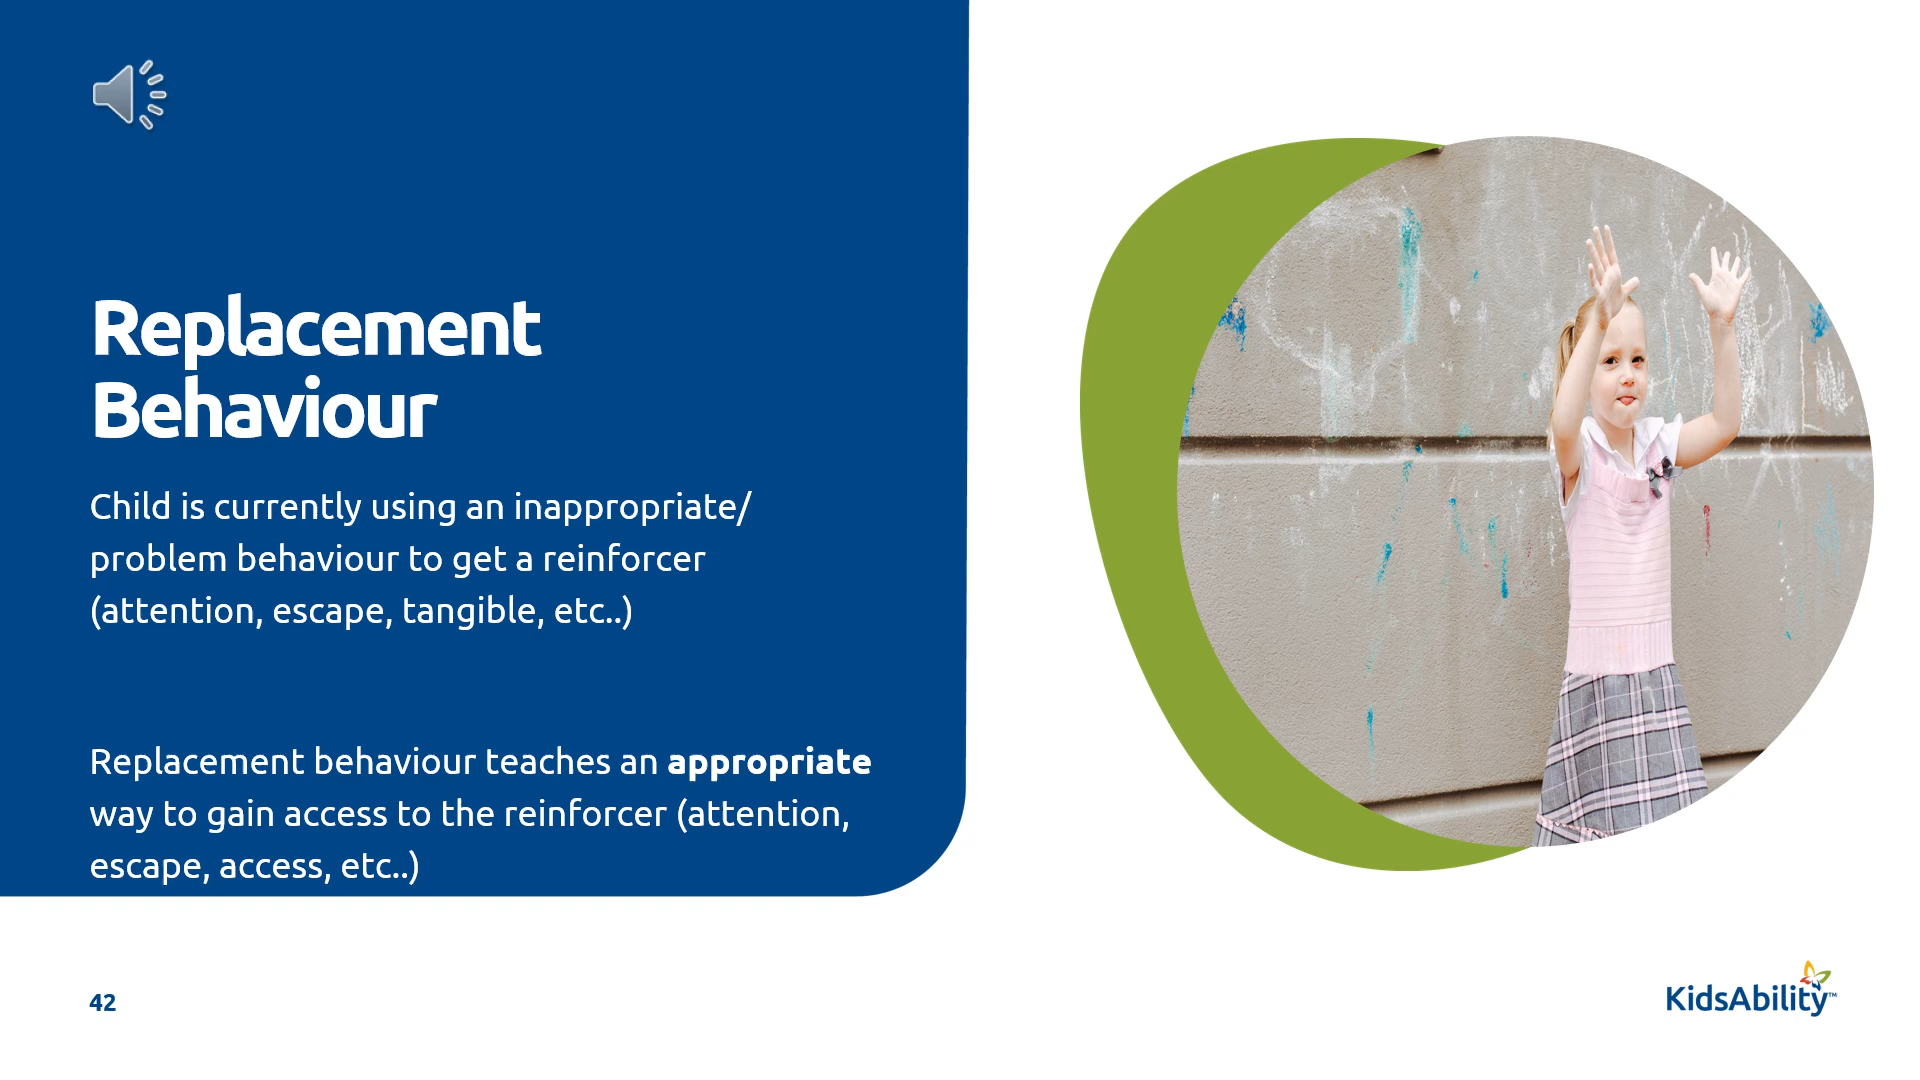 Replacement
Behaviour
Child is currently using an inappropriate/
problem behaviour to get a reinforcer
(attention, escape, tangible, etc..)
Replacement behaviour teaches an appropriate
way to gain access to the reinforcer (attention,
escape, access, etc..)
42
KidsAbility™